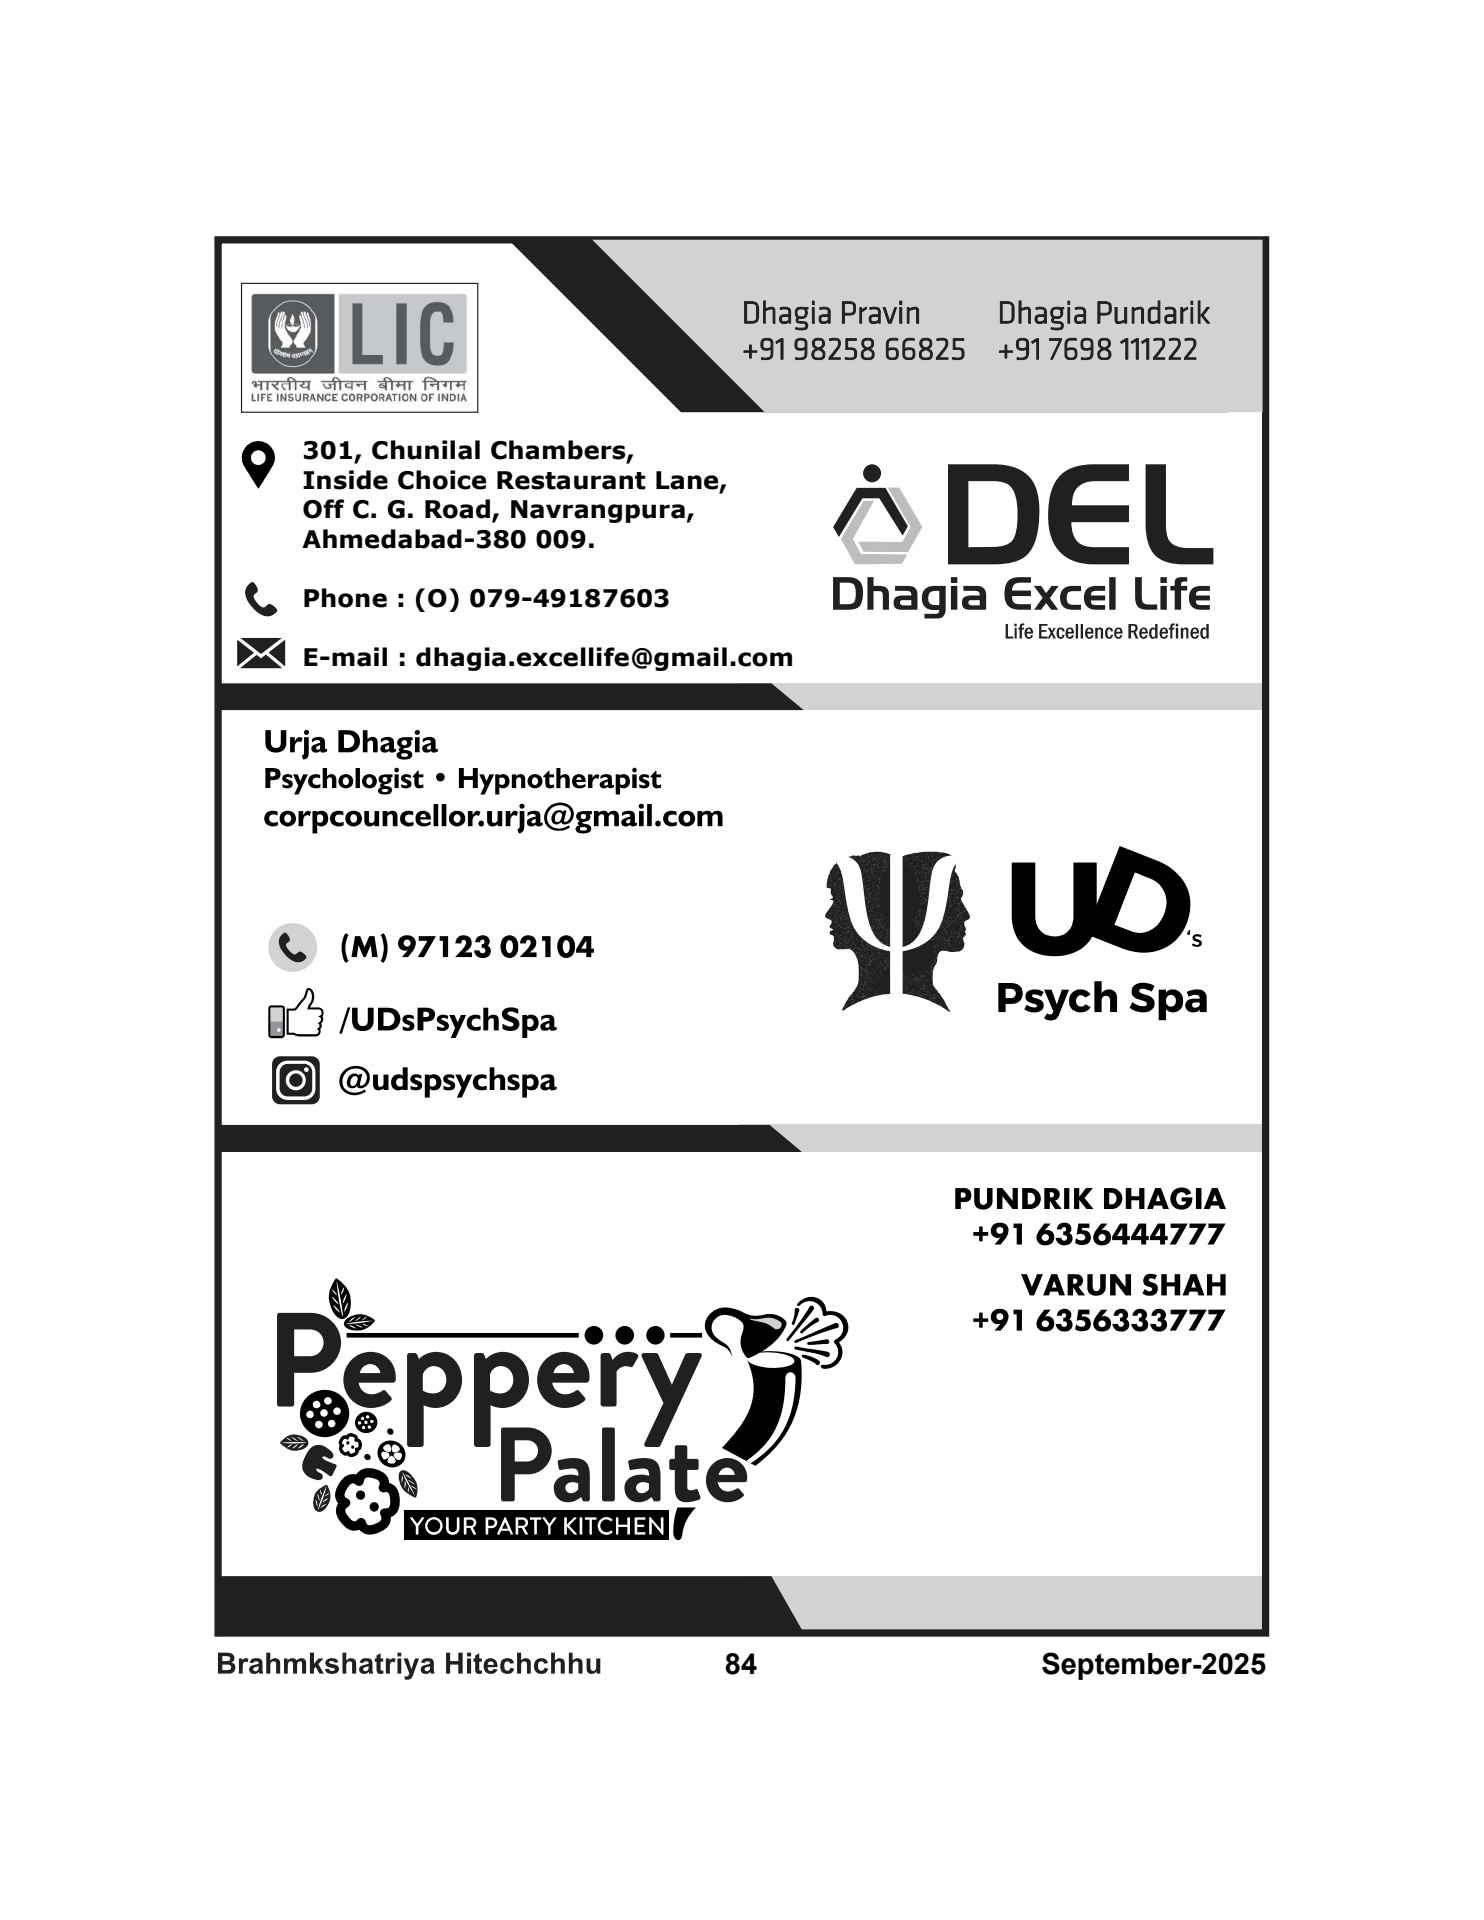 LIC
भारतीय जीवन बीमा निगम
LIFE INSURANCE CORPORATION OF INDIA
Dhagia Pravin
+91 98258 66825
Dhagia Pundarik
+91 7698 111222
301, Chunilal Chambers,
Inside Choice Restaurant Lane,
Off C. G. Road, Navrangpura,
Ahmedabad-380 009.
Phone : (O) 079-49187603
E-mail : dhagia.excellife@gmail.com
DEL
Dhagia Excel Life
Life Excellence Redefined
Urja Dhagia
Psychologist • Hypnotherapist
corpcouncellor.urja@gmail.com
(M) 97123 02104
/UDsPsychSpa
@udspsychspa
UD's
Psych Spa
PUNDRIK DHAGIA
+91 6356444777
VARUN SHAH
+91 6356333777
Peppery
Palate
YOUR PARTY KITCHEN
Brahmkshatriya Hitechchhu 84 September-2025